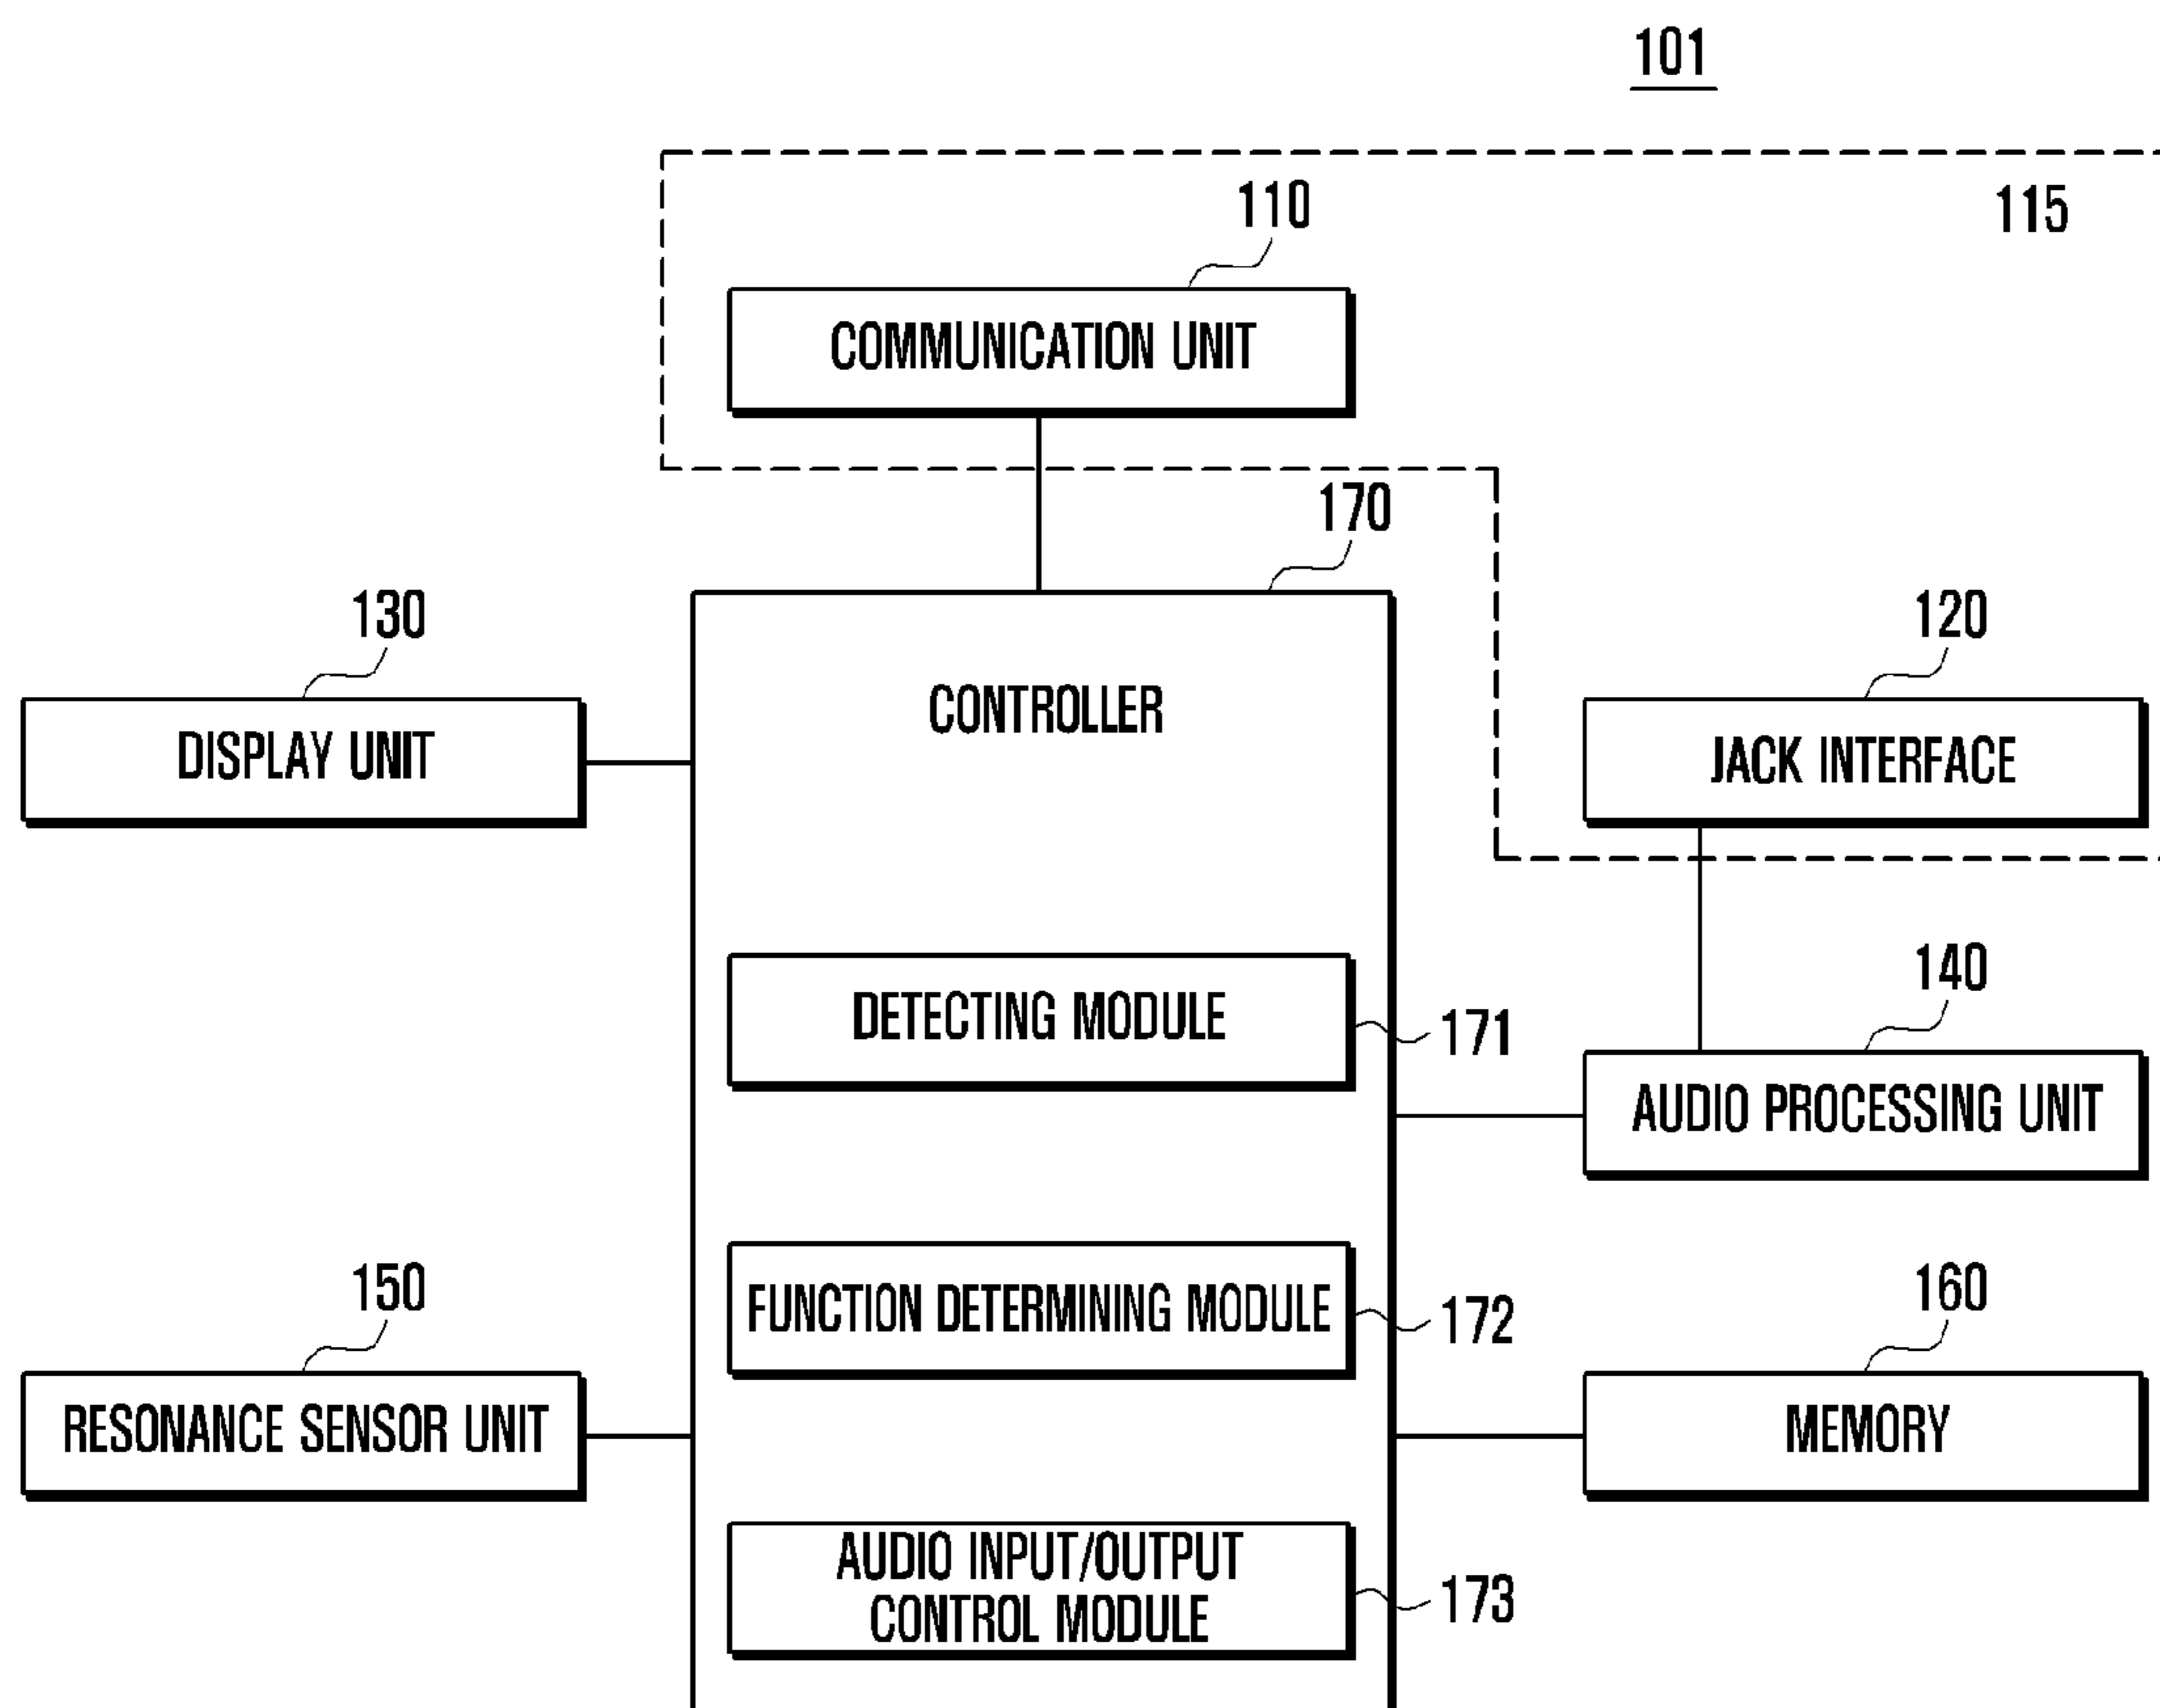 101
115
110
COMMUNICATION UNIT
170
130
120
CONTROLLER
DISPLAY UNIT
JACK INTERFACE
140
DETECTING MODULE
171
AUDIO PROCESSING UNIT
150
160
FUNCTION DETERMINING MODULE
172
RESONANCE SENSOR UNIT
MEMORY
AUDIO INPUT/OUTPUT
CONTROL MODULE
173